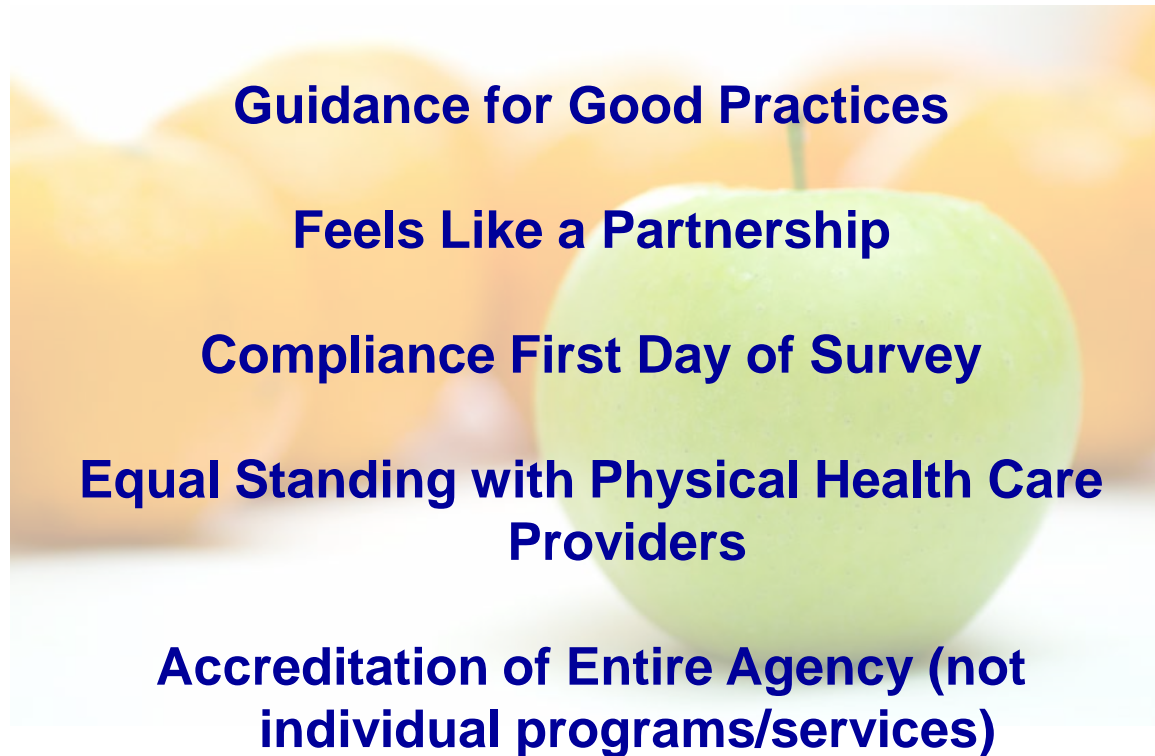 Guidance for Good Practices
Feels Like a Partnership
Compliance First Day of Survey
Equal Standing with Physical Health Care
Providers
Accreditation of Entire Agency (not
individual programs/services)